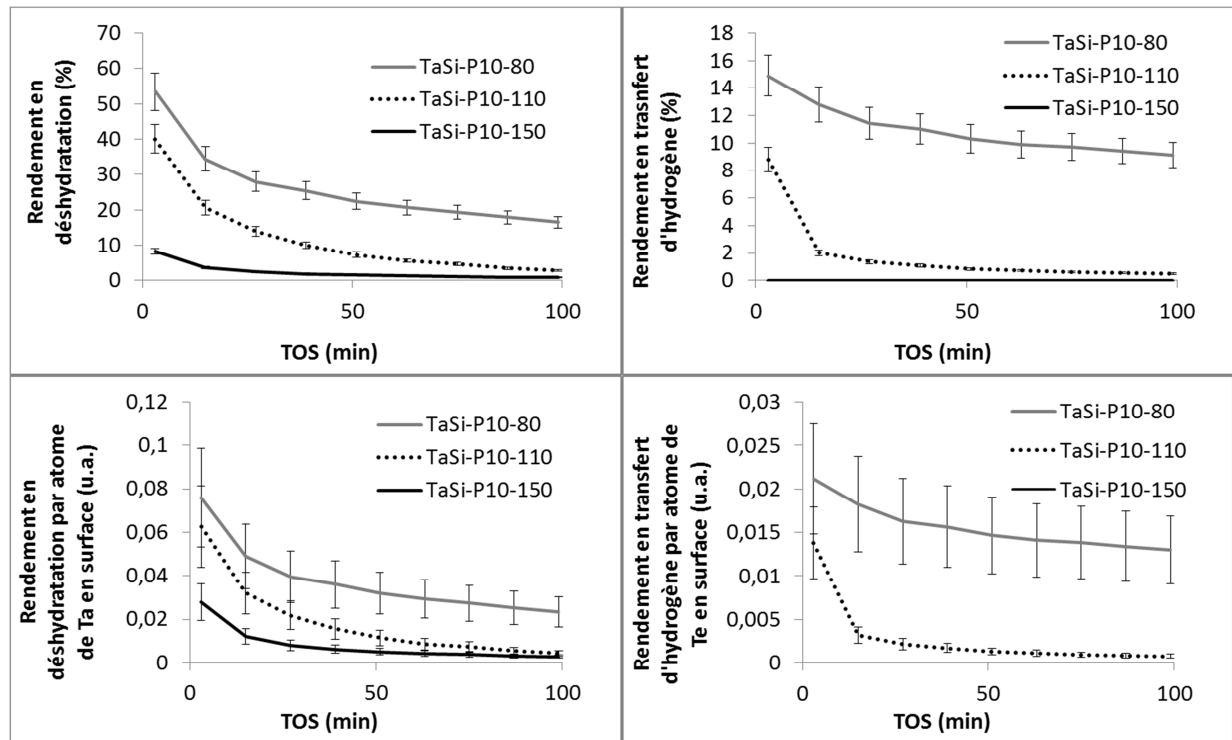 Rendement en
déshydratation (%)
70
60
50
40
30
20
10
0
0
50
100
TOS (min)
TaSi-P10-80
TaSi-P10-110
TaSi-P10-150
Rendement en trasnfert
d'hydrogène (%)
18
16
14
12
10
8
6
4
2
0
0
50
100
TOS (min)
TaSi-P10-80
TaSi-P10-110
TaSi-P10-150
Rendement en
déshydratation par atome
de Ta en surface (u.a.)
0,12
0,1
0,08
0,06
0,04
0,02
0
0
50
100
TOS (min)
TaSi-P10-80
TaSi-P10-110
TaSi-P10-150
Rendement en transfert
d'hydrogène par atome de
Te en surface (u.a.)
0,03
0,025
0,02
0,015
0,01
0,005
0
0
50
100
TOS (min)
TaSi-P10-80
TaSi-P10-110
TaSi-P10-150